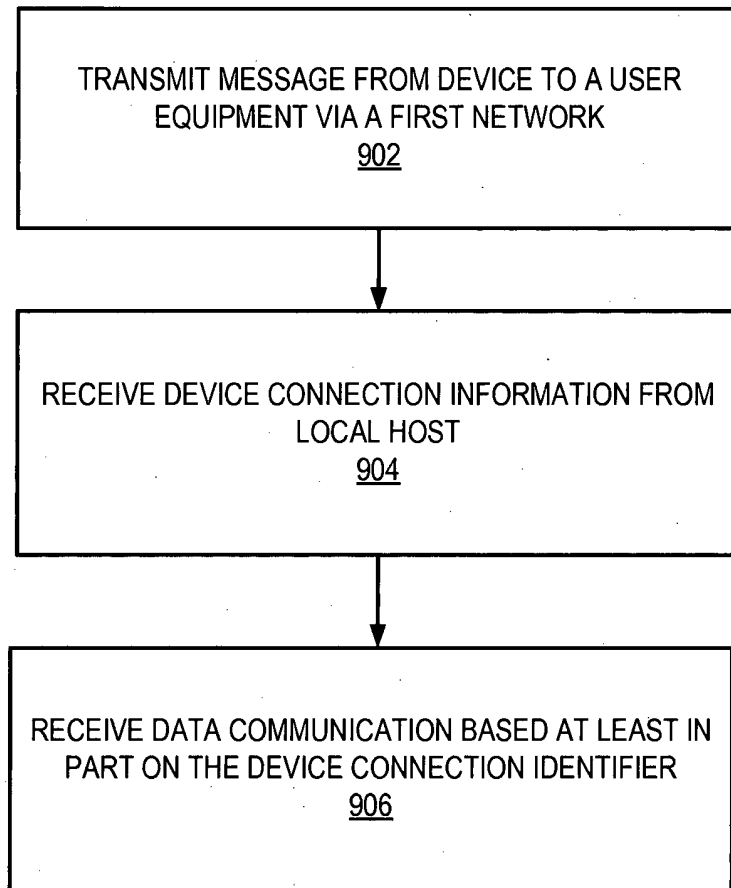 TRANSMIT MESSAGE FROM DEVICE TO A USER
EQUIPMENT VIA A FIRST NETWORK
902
RECEIVE DEVICE CONNECTION INFORMATION FROM
LOCAL HOST
904
RECEIVE DATA COMMUNICATION BASED AT LEAST IN
PART ON THE DEVICE CONNECTION IDENTIFIER
906